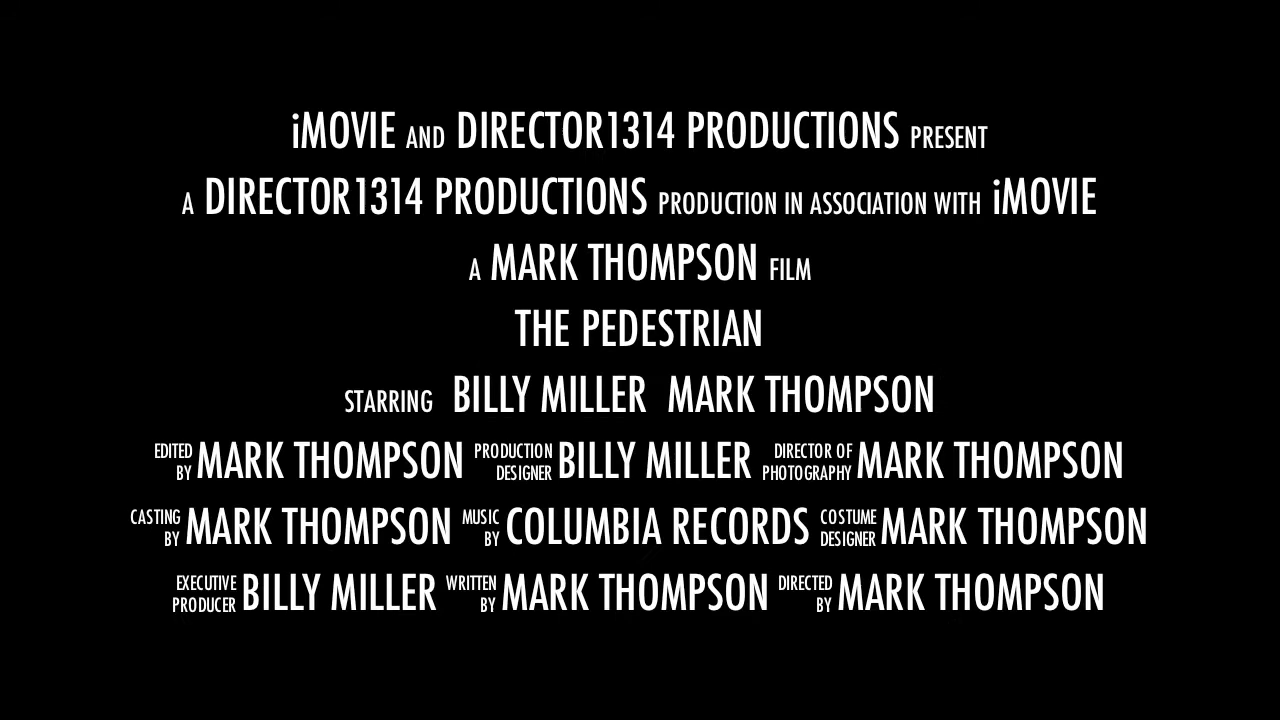 iMOVIE AND DIRECTOR1314 PRODUCTIONS PRESENT
A DIRECTOR1314 PRODUCTIONS PRODUCTION IN ASSOCIATION WITH iMOVIE
A MARK THOMPSON FILM
THE PEDESTRIAN
STARRING BILLY MILLER MARK THOMPSON
EDITED BY MARK THOMPSON PRODUCTION DESIGNER BILLY MILLER DIRECTOR OF PHOTOGRAPHY MARK THOMPSON
CASTING BY MARK THOMPSON MUSIC BY COLUMBIA RECORDS COSTUME DESIGNER MARK THOMPSON
EXECUTIVE PRODUCER BILLY MILLER WRITTEN BY MARK THOMPSON DIRECTED BY MARK THOMPSON